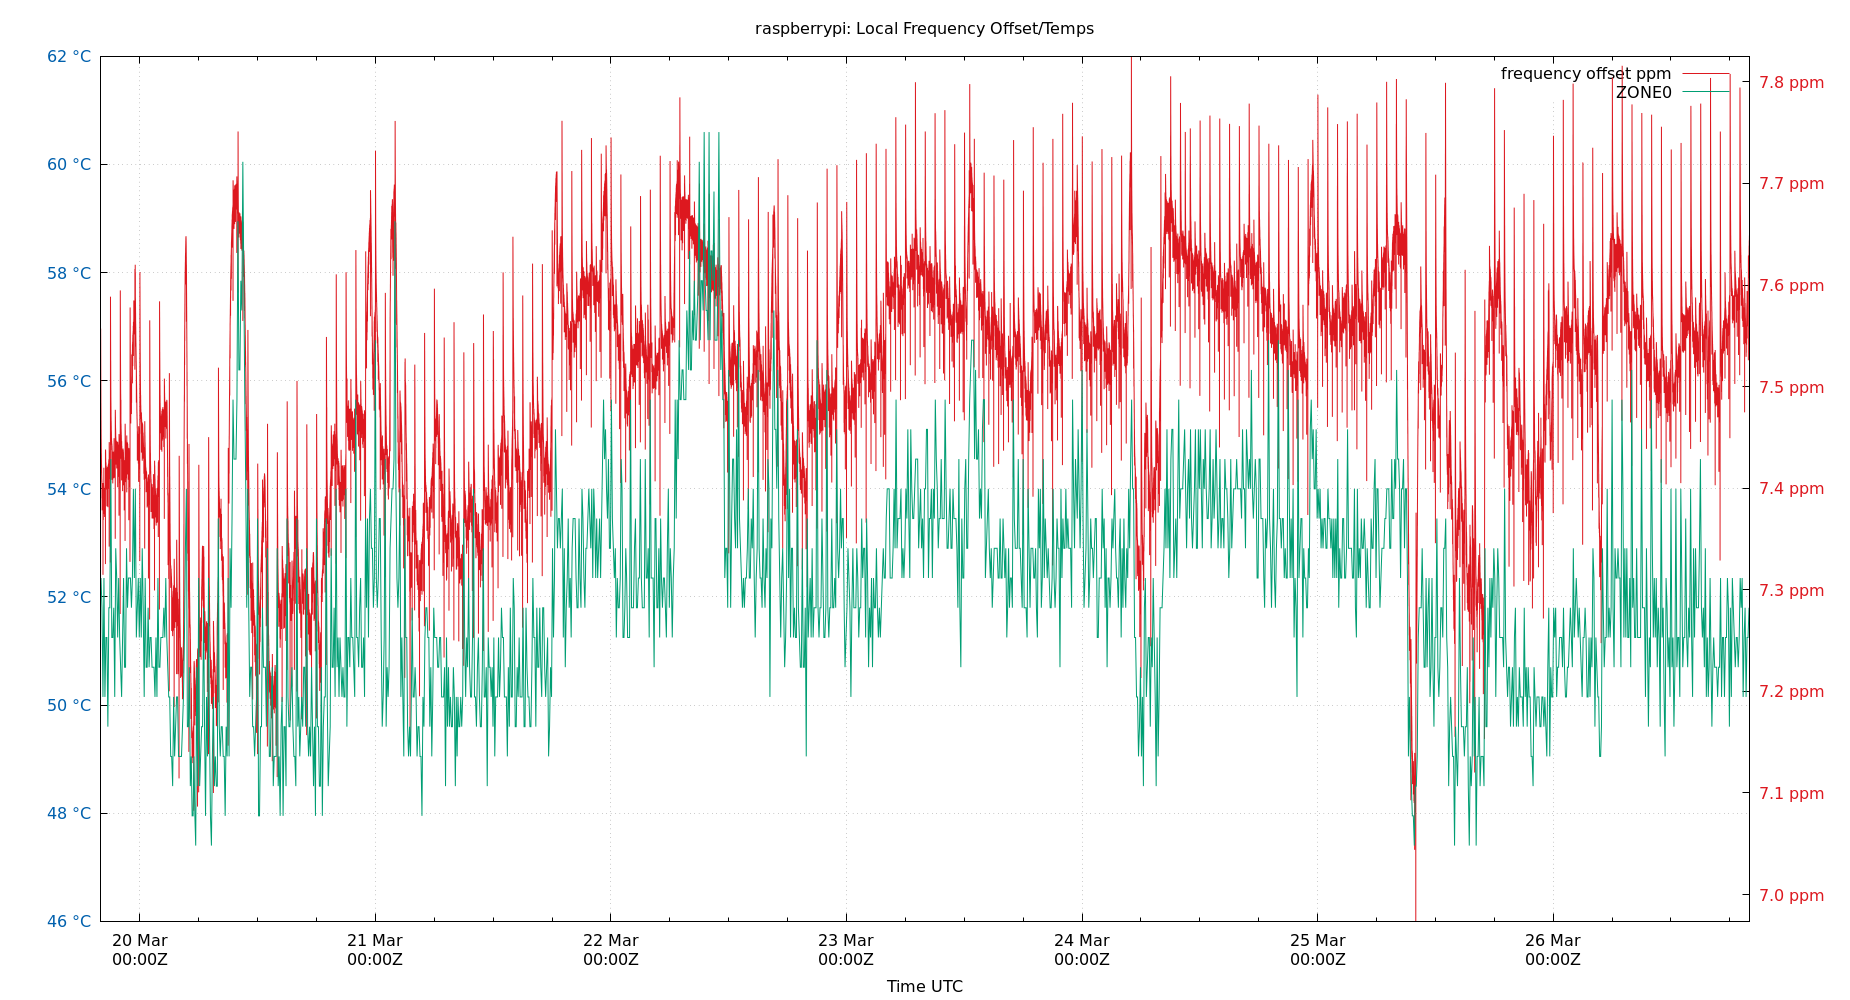 raspberrypi: Local Frequency Offset/Temps
62 °C
60 °C
58 °C
56 °C
54 °C
52 °C
50 °C
48 °C
46 °C
frequency offset ppm
ZONE0
7.8 ppm
7.7 ppm
7.6 ppm
7.5 ppm
7.4 ppm
7.3 ppm
7.2 ppm
7.1 ppm
7.0 ppm
20 Mar
00:00Z
21 Mar
00:00Z
22 Mar
00:00Z
23 Mar
00:00Z
24 Mar
00:00Z
25 Mar
00:00Z
26 Mar
00:00Z
Time UTC